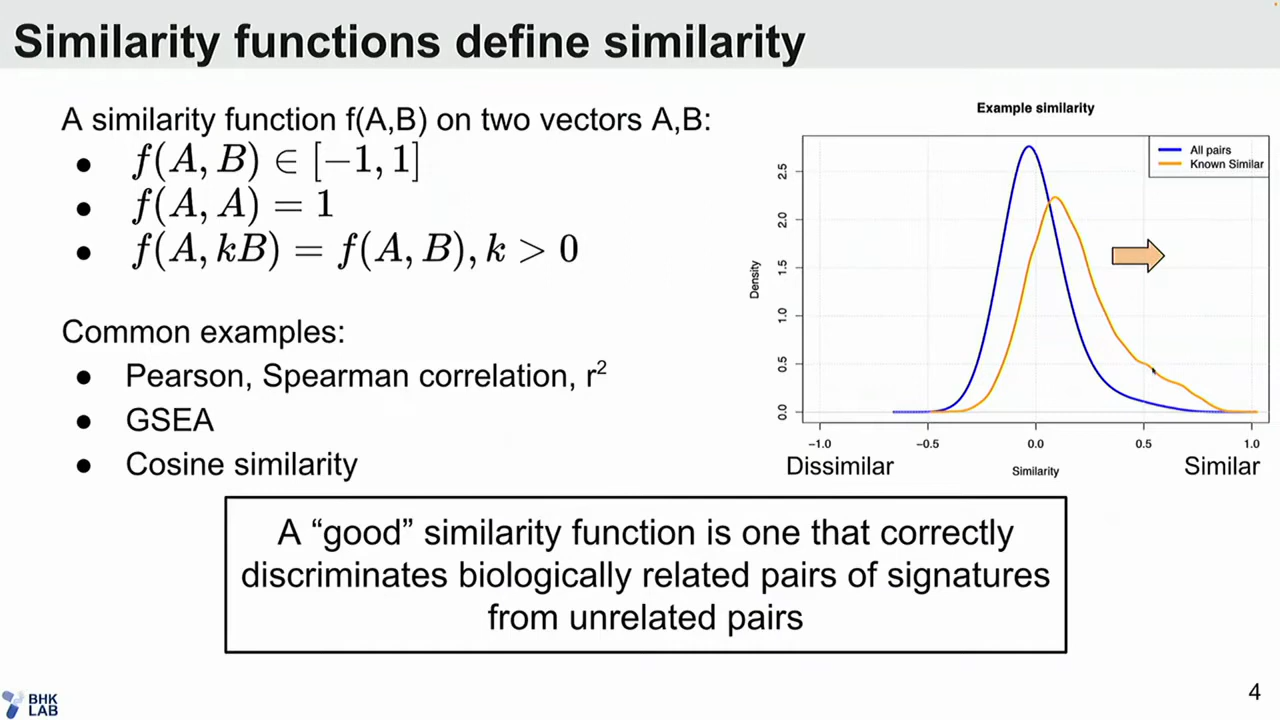 Similarity functions define similarity
A similarity function f(A,B) on two vectors A,B:
● f(A, B) ∈ [−1, 1]
● f(A, A) = 1
● f(A, kB) = f(A, B), k > 0
Common examples:
● Pearson, Spearman correlation, r²
● GSEA
● Cosine similarity
Example similarity
All pairs
Known Similar
Density
2.5
2.0
1.5
1.0
0.5
0.0
−1.0 −0.5 0.0 0.5 1.0
Dissimilar Similarity Similar
A “good” similarity function is one that correctly
discriminates biologically related pairs of signatures
from unrelated pairs
BHK
LAB
4